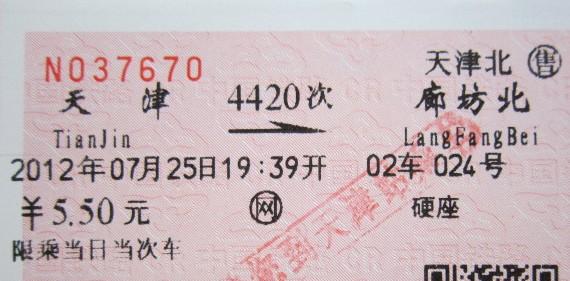 天津北 售
N037670
天津 4420次 廊坊北
TianJin LangFangBei
2012年07月25日19:39开 02车024号
￥5.50元 网 硬座
限乘当日当次车